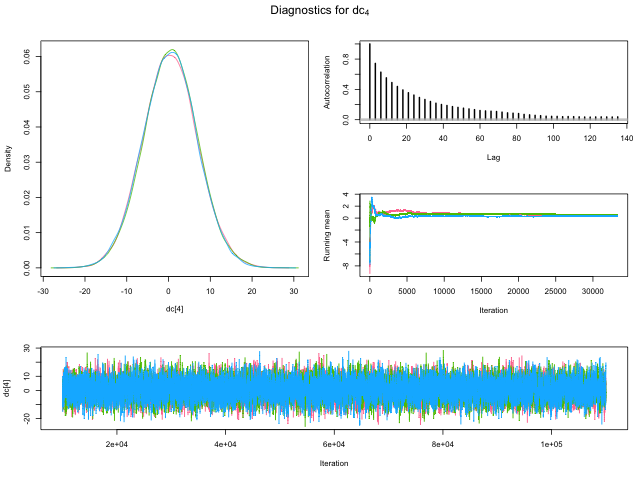 Diagnostics for dc4
Density
0.00 0.01 0.02 0.03 0.04 0.05 0.06
-30 -20 -10 0 10 20 30
dc[4]
Autocorrelation
0.0 0.4 0.8
0 20 40 60 80 100 120 140
Lag
Running mean
-8 -4 0 2 4
0 5000 10000 15000 20000 25000 30000
Iteration
dc[4]
-20 0 10 30
2e+04 4e+04 6e+04 8e+04 1e+05
Iteration